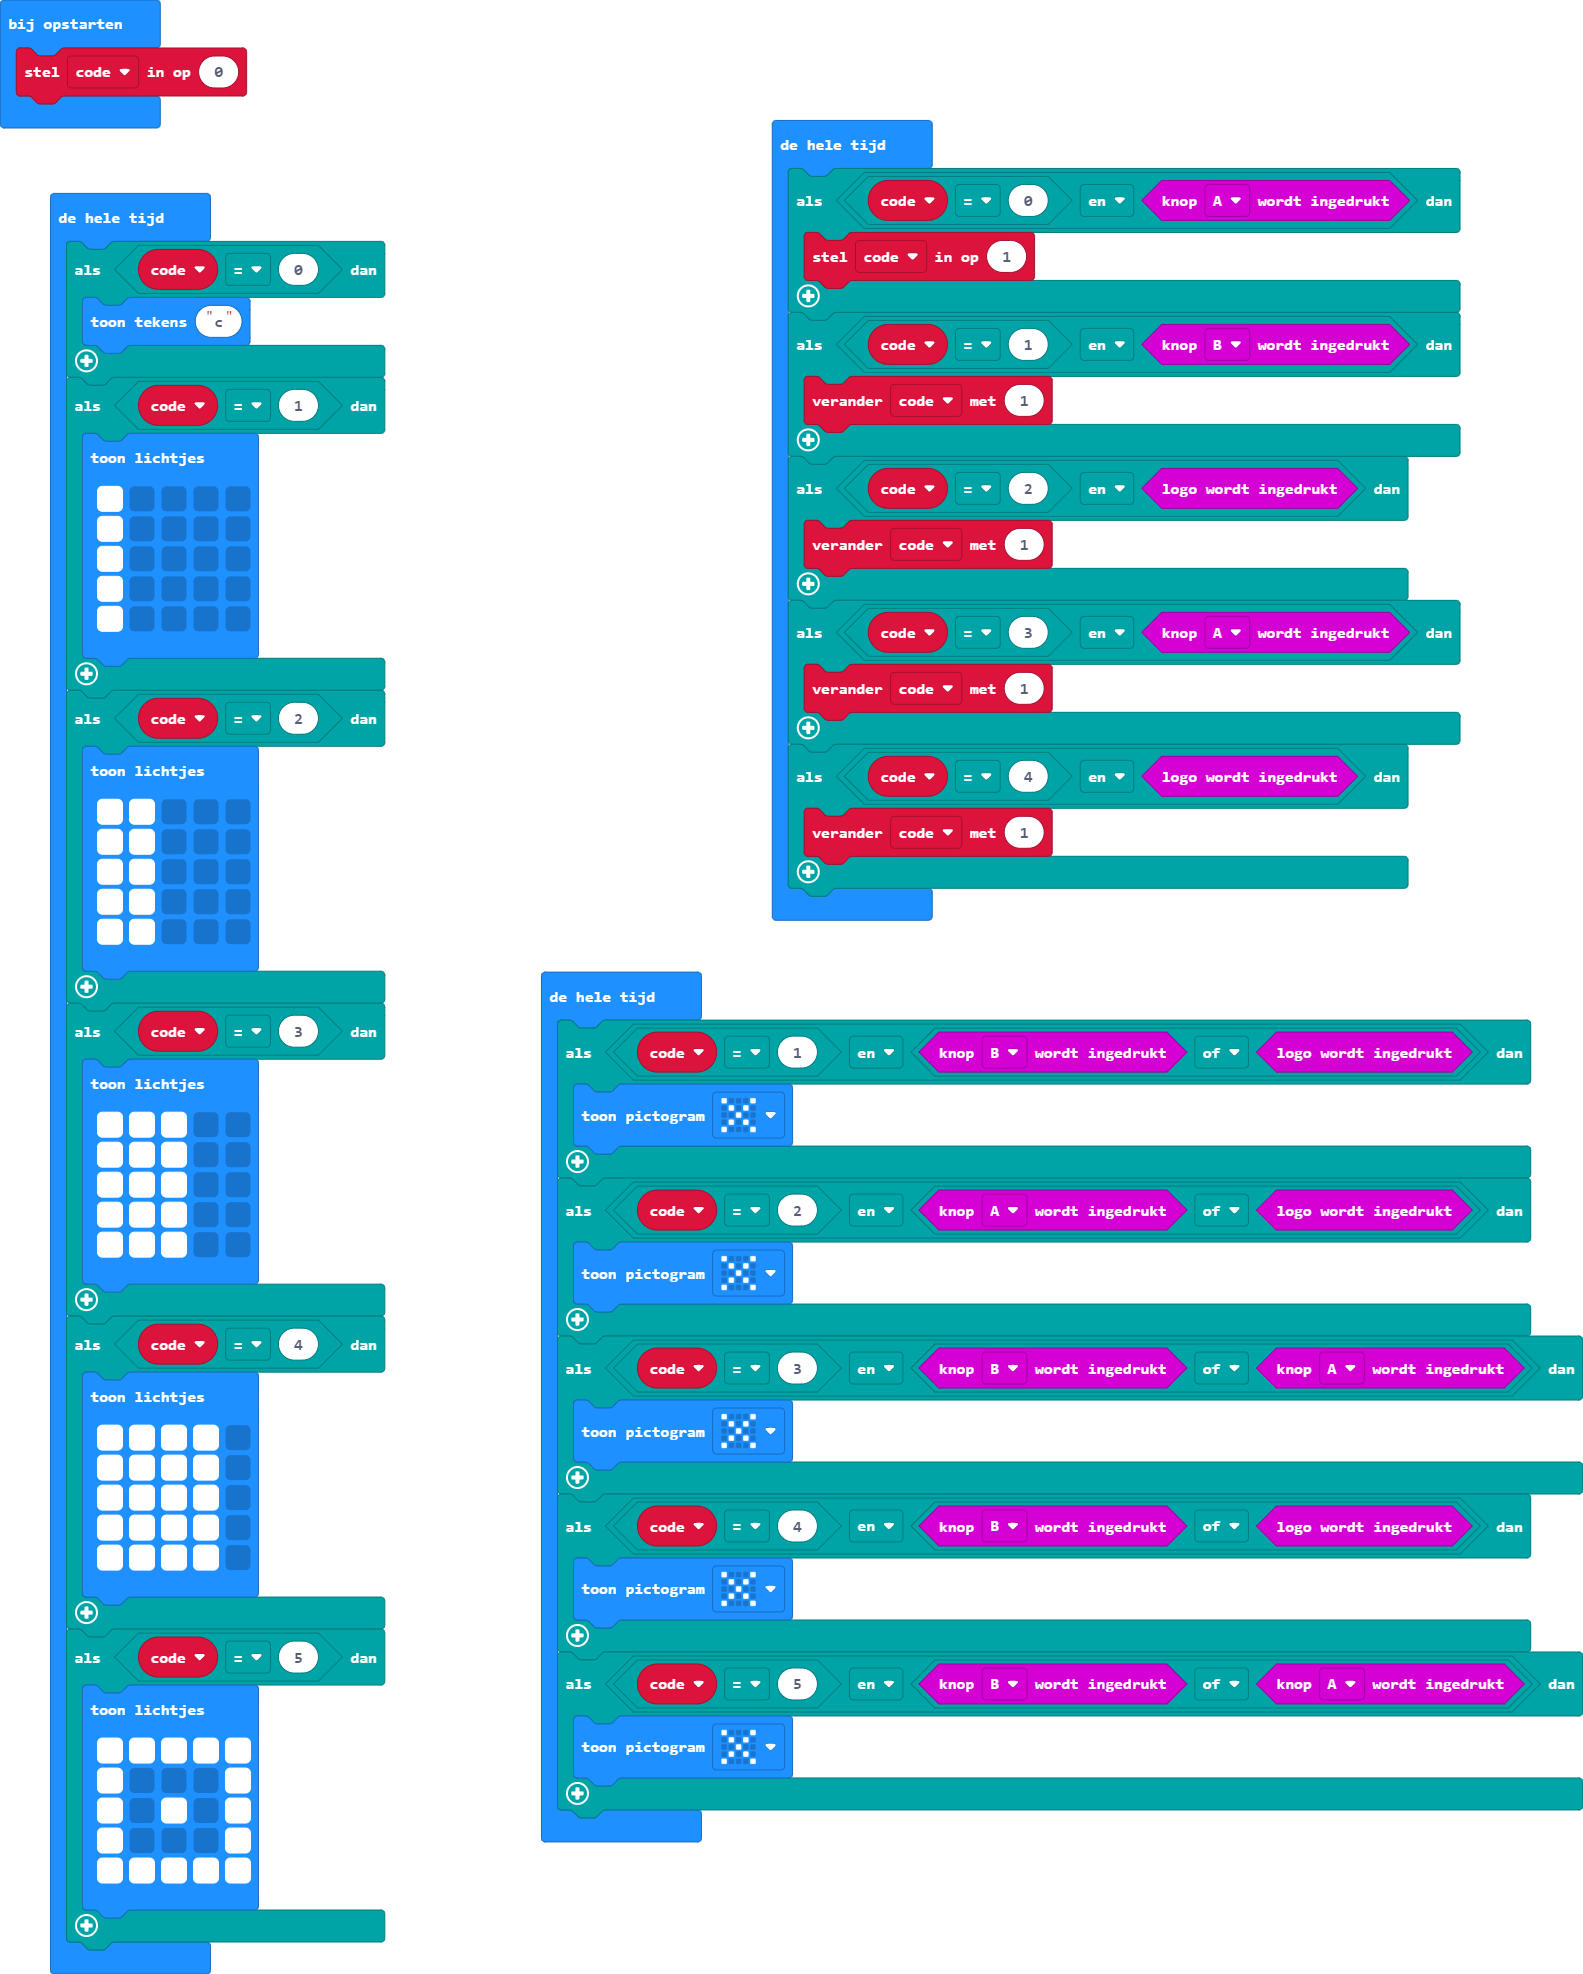 bij opstarten
stel code in op 0
de hele tijd
als code = 0 dan
toon tekens "c"
als code = 1 dan
toon lichtjes
als code = 2 dan
toon lichtjes
als code = 3 dan
toon lichtjes
als code = 4 dan
toon lichtjes
als code = 5 dan
toon lichtjes
de hele tijd
als code = 0 en knop A wordt ingedrukt dan
stel code in op 1
als code = 1 en knop B wordt ingedrukt dan
verander code met 1
als code = 2 en logo wordt ingedrukt dan
verander code met 1
als code = 3 en knop A wordt ingedrukt dan
verander code met 1
als code = 4 en logo wordt ingedrukt dan
verander code met 1
de hele tijd
als code = 1 en knop B wordt ingedrukt of logo wordt ingedrukt dan
toon pictogram
als code = 2 en knop A wordt ingedrukt of logo wordt ingedrukt dan
toon pictogram
als code = 3 en knop B wordt ingedrukt of knop A wordt ingedrukt dan
toon pictogram
als code = 4 en knop B wordt ingedrukt of logo wordt ingedrukt dan
toon pictogram
als code = 5 en knop B wordt ingedrukt of knop A wordt ingedrukt dan
toon pictogram